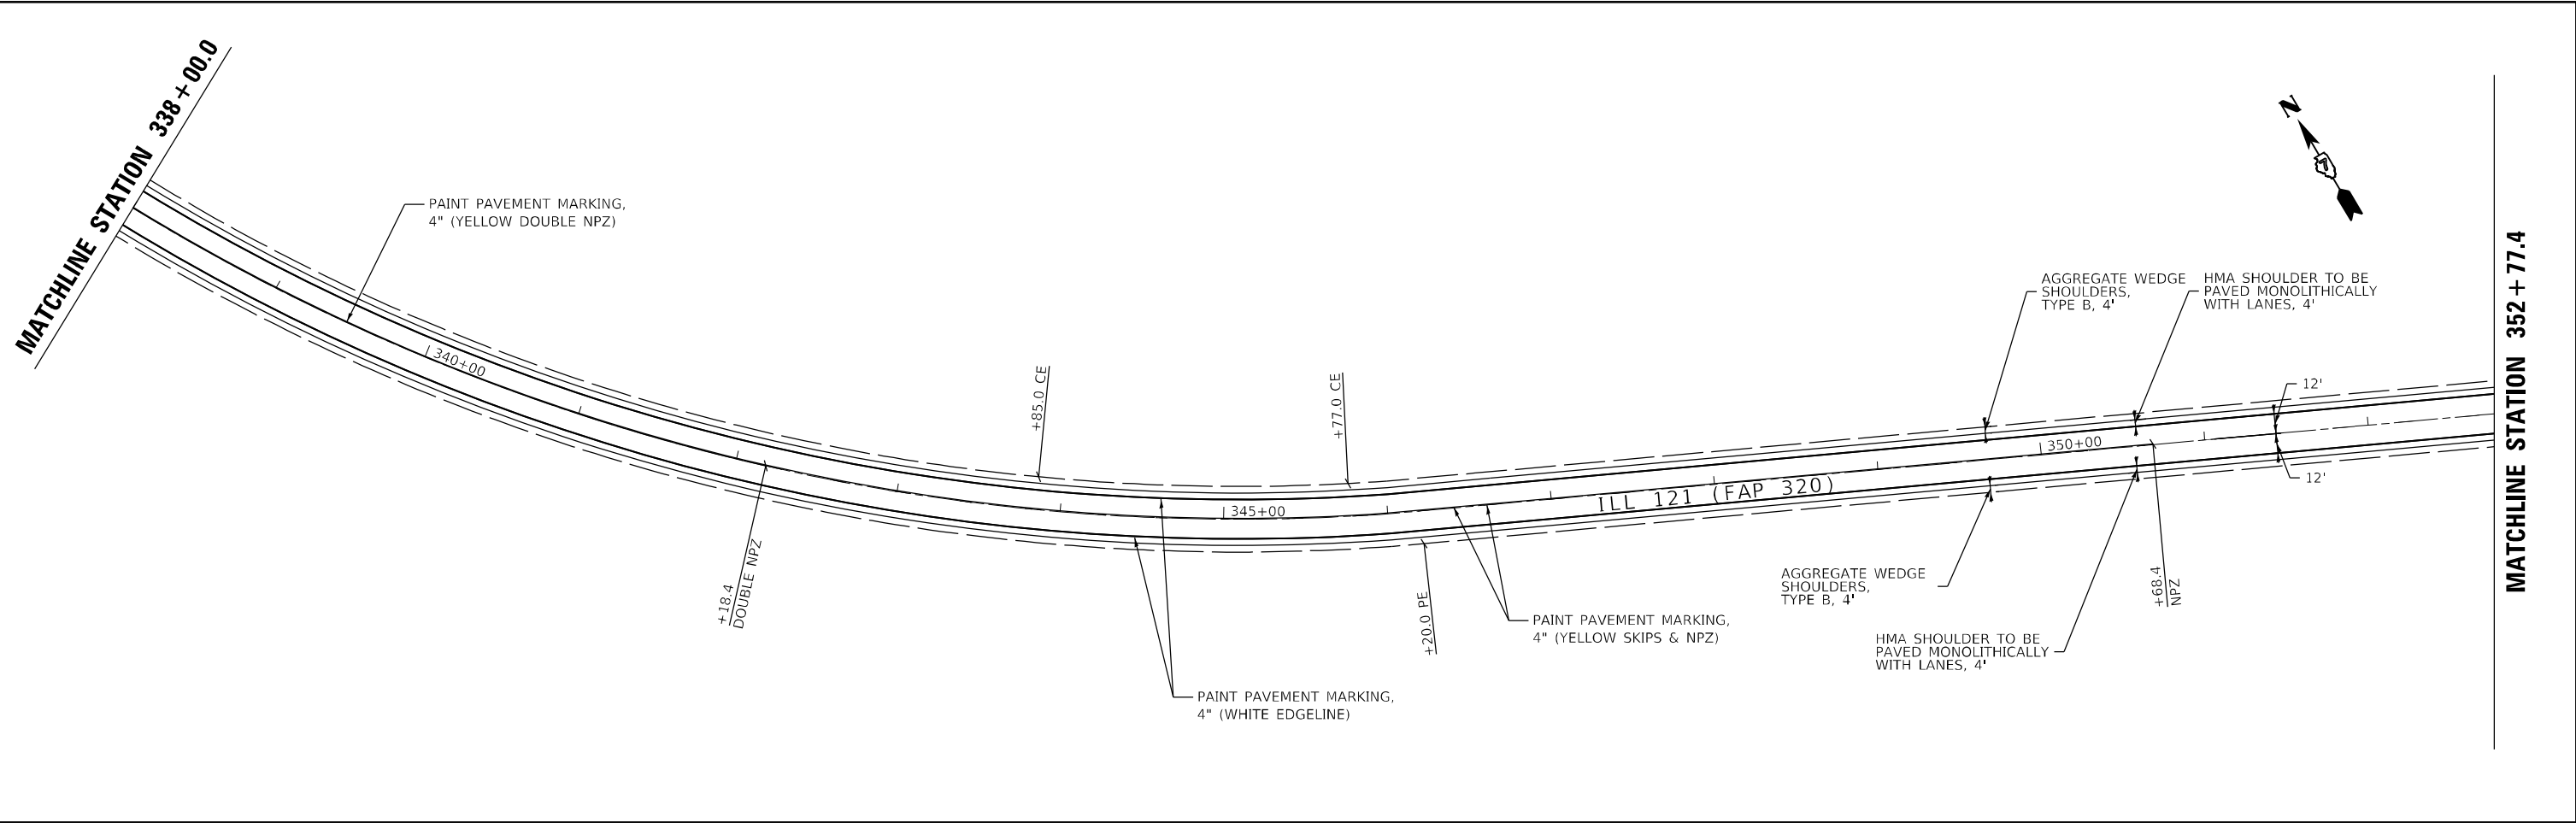 MATCHLINE STATION 338+00.0
PAINT PAVEMENT MARKING,
4" (YELLOW DOUBLE NPZ)
340+00
+18.4
DOUBLE NPZ
+85.0 CE
+77.0 CE
345+00
PAINT PAVEMENT MARKING,
4" (WHITE EDGELINE)
+20.0 PE
PAINT PAVEMENT MARKING,
4" (YELLOW SKIPS & NPZ)
ILL 121 (FAP 320)
AGGREGATE WEDGE
SHOULDERS,
TYPE B, 4'
HMA SHOULDER TO BE
PAVED MONOLITHICALLY
WITH LANES, 4'
350+00
AGGREGATE WEDGE
SHOULDERS,
TYPE B, 4'
HMA SHOULDER TO BE
PAVED MONOLITHICALLY
WITH LANES, 4'
+68.4
NPZ
12'
12'
N
7
MATCHLINE STATION 352+77.4